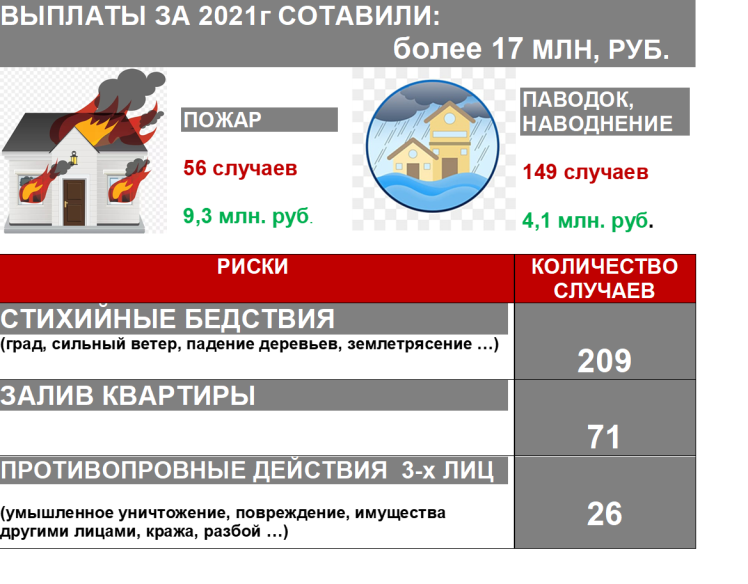 ВЫПЛАТЫ ЗА 2021г СОТАВИЛИ:
более 17 МЛН, РУБ.
ПОЖАР
56 случаев
9,3 млн. руб.
ПАВОДОК,
НАВОДНЕНИЕ
149 случаев
4,1 млн. руб.
РИСКИ
КОЛИЧЕСТВО
СЛУЧАЕВ
СТИХИЙНЫЕ БЕДСТВИЯ
(град, сильный ветер, падение деревьев, землетрясение ...)
209
ЗАЛИВ КВАРТИРЫ
71
ПРОТИВОПРОВНЫЕ ДЕЙСТВИЯ 3-х ЛИЦ
(умышленное уничтожение, повреждение, имущества
другими лицами, кража, разбой ...)
26